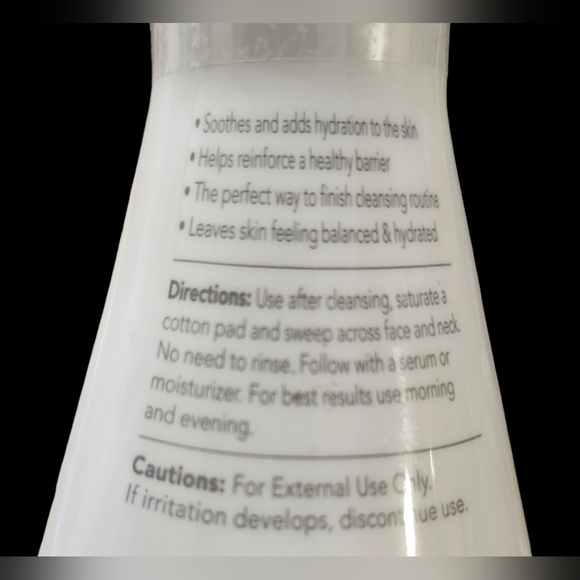 • Soothes and adds hydration to the skin
• Helps reinforce a healthy barrier
• The perfect way to finish cleansing routine
• Leaves skin feeling balanced & hydrated
Directions: Use after cleansing, saturate a
cotton pad and sweep across face and neck.
No need to rinse. Follow with a serum or
moisturizer. For best results use morning
and evening.
Cautions: For External Use Only.
If irritation develops, discontinue use.